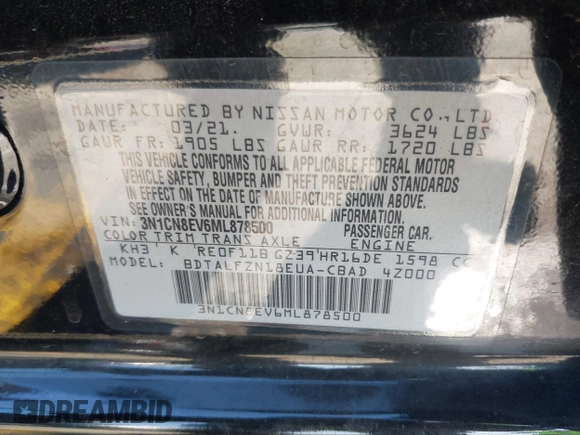 MANUFACTURED BY NISSAN MOTOR CO.,LTD.
DATE: 03/21. GVWR: 3624 LBS
GAWR FR: 1905 LBS GAWR RR: 1720 LBS
THIS VEHICLE CONFORMS TO ALL APPLICABLE FEDERAL MOTOR
VEHICLE SAFETY, BUMPER AND THEFT PREVENTION STANDARDS
IN EFFECT ON THE DATE OF MANUFACTURE SHOWN ABOVE.
SEE OWNER'S MANUAL FOR ADDITIONAL INFORMATION.
VIN: 3N1CN8EV6ML878500 PASSENGER CAR.
COLOR TRIM TRANS AXLE ENGINE
KH3 K RE0F11B GZ39 HR16DE 1598 CC
MODEL: BDTALFZN18EUA-CBAD 4Z000
3N1CN8EV6ML878500
DREAMBID